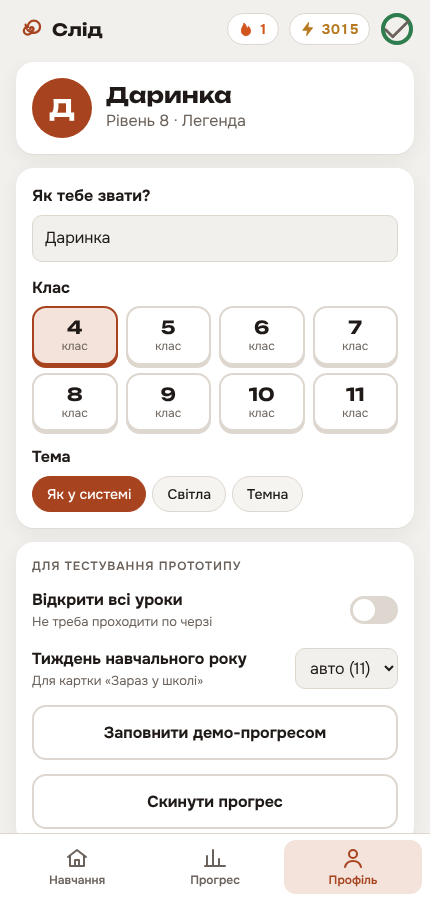 Слід
1
3015
Д
Даринка
Рівень 8 · Легенда
Як тебе звати?
Даринка
Клас
4 5 6 7
клас клас клас клас
8 9 10 11
клас клас клас клас
Тема
Як у системі Світла Темна
ДЛЯ ТЕСТУВАННЯ ПРОТОТИПУ
Відкрити всі уроки
Не треба проходити по черзі
Тиждень навчального року
Для картки «Зараз у школі»
авто (11)
Заповнити демо-прогресом
Скинути прогрес
Навчання Прогрес Профіль